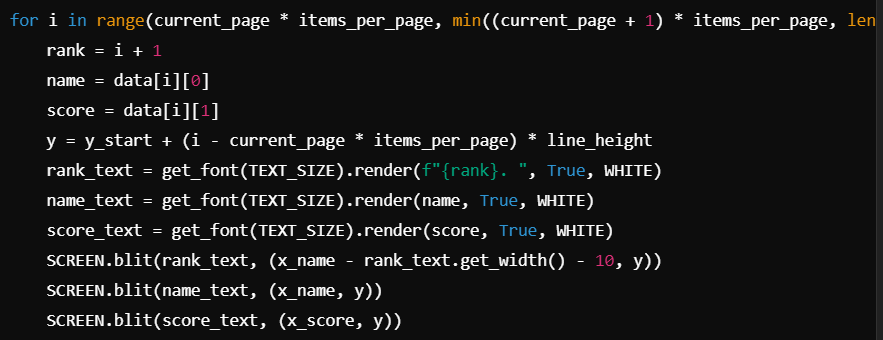 for i in range(current_page * items_per_page, min((current_page + 1) * items_per_page, len
    rank = i + 1
    name = data[i][0]
    score = data[i][1]
    y = y_start + (i - current_page * items_per_page) * line_height
    rank_text = get_font(TEXT_SIZE).render(f"{rank}. ", True, WHITE)
    name_text = get_font(TEXT_SIZE).render(name, True, WHITE)
    score_text = get_font(TEXT_SIZE).render(score, True, WHITE)
    SCREEN.blit(rank_text, (x_name - rank_text.get_width() - 10, y))
    SCREEN.blit(name_text, (x_name, y))
    SCREEN.blit(score_text, (x_score, y))